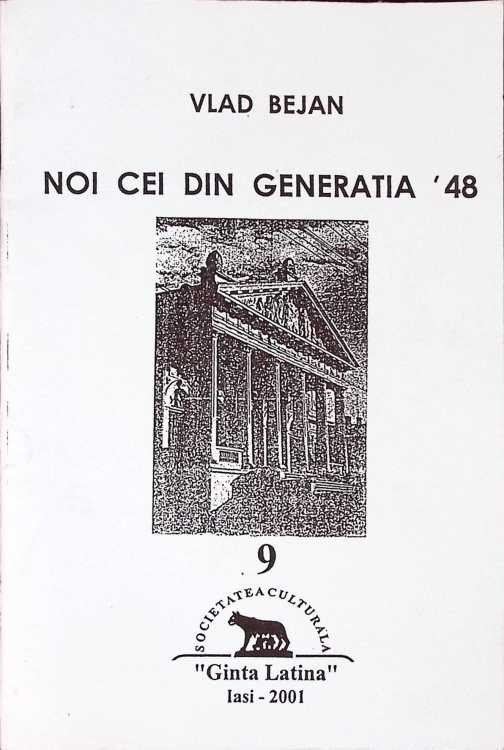 VLAD BEJAN
NOI CEI DIN GENERATIA '48
9
SOCIETATEA CULTURALA
"Ginta Latina"
Iasi - 2001